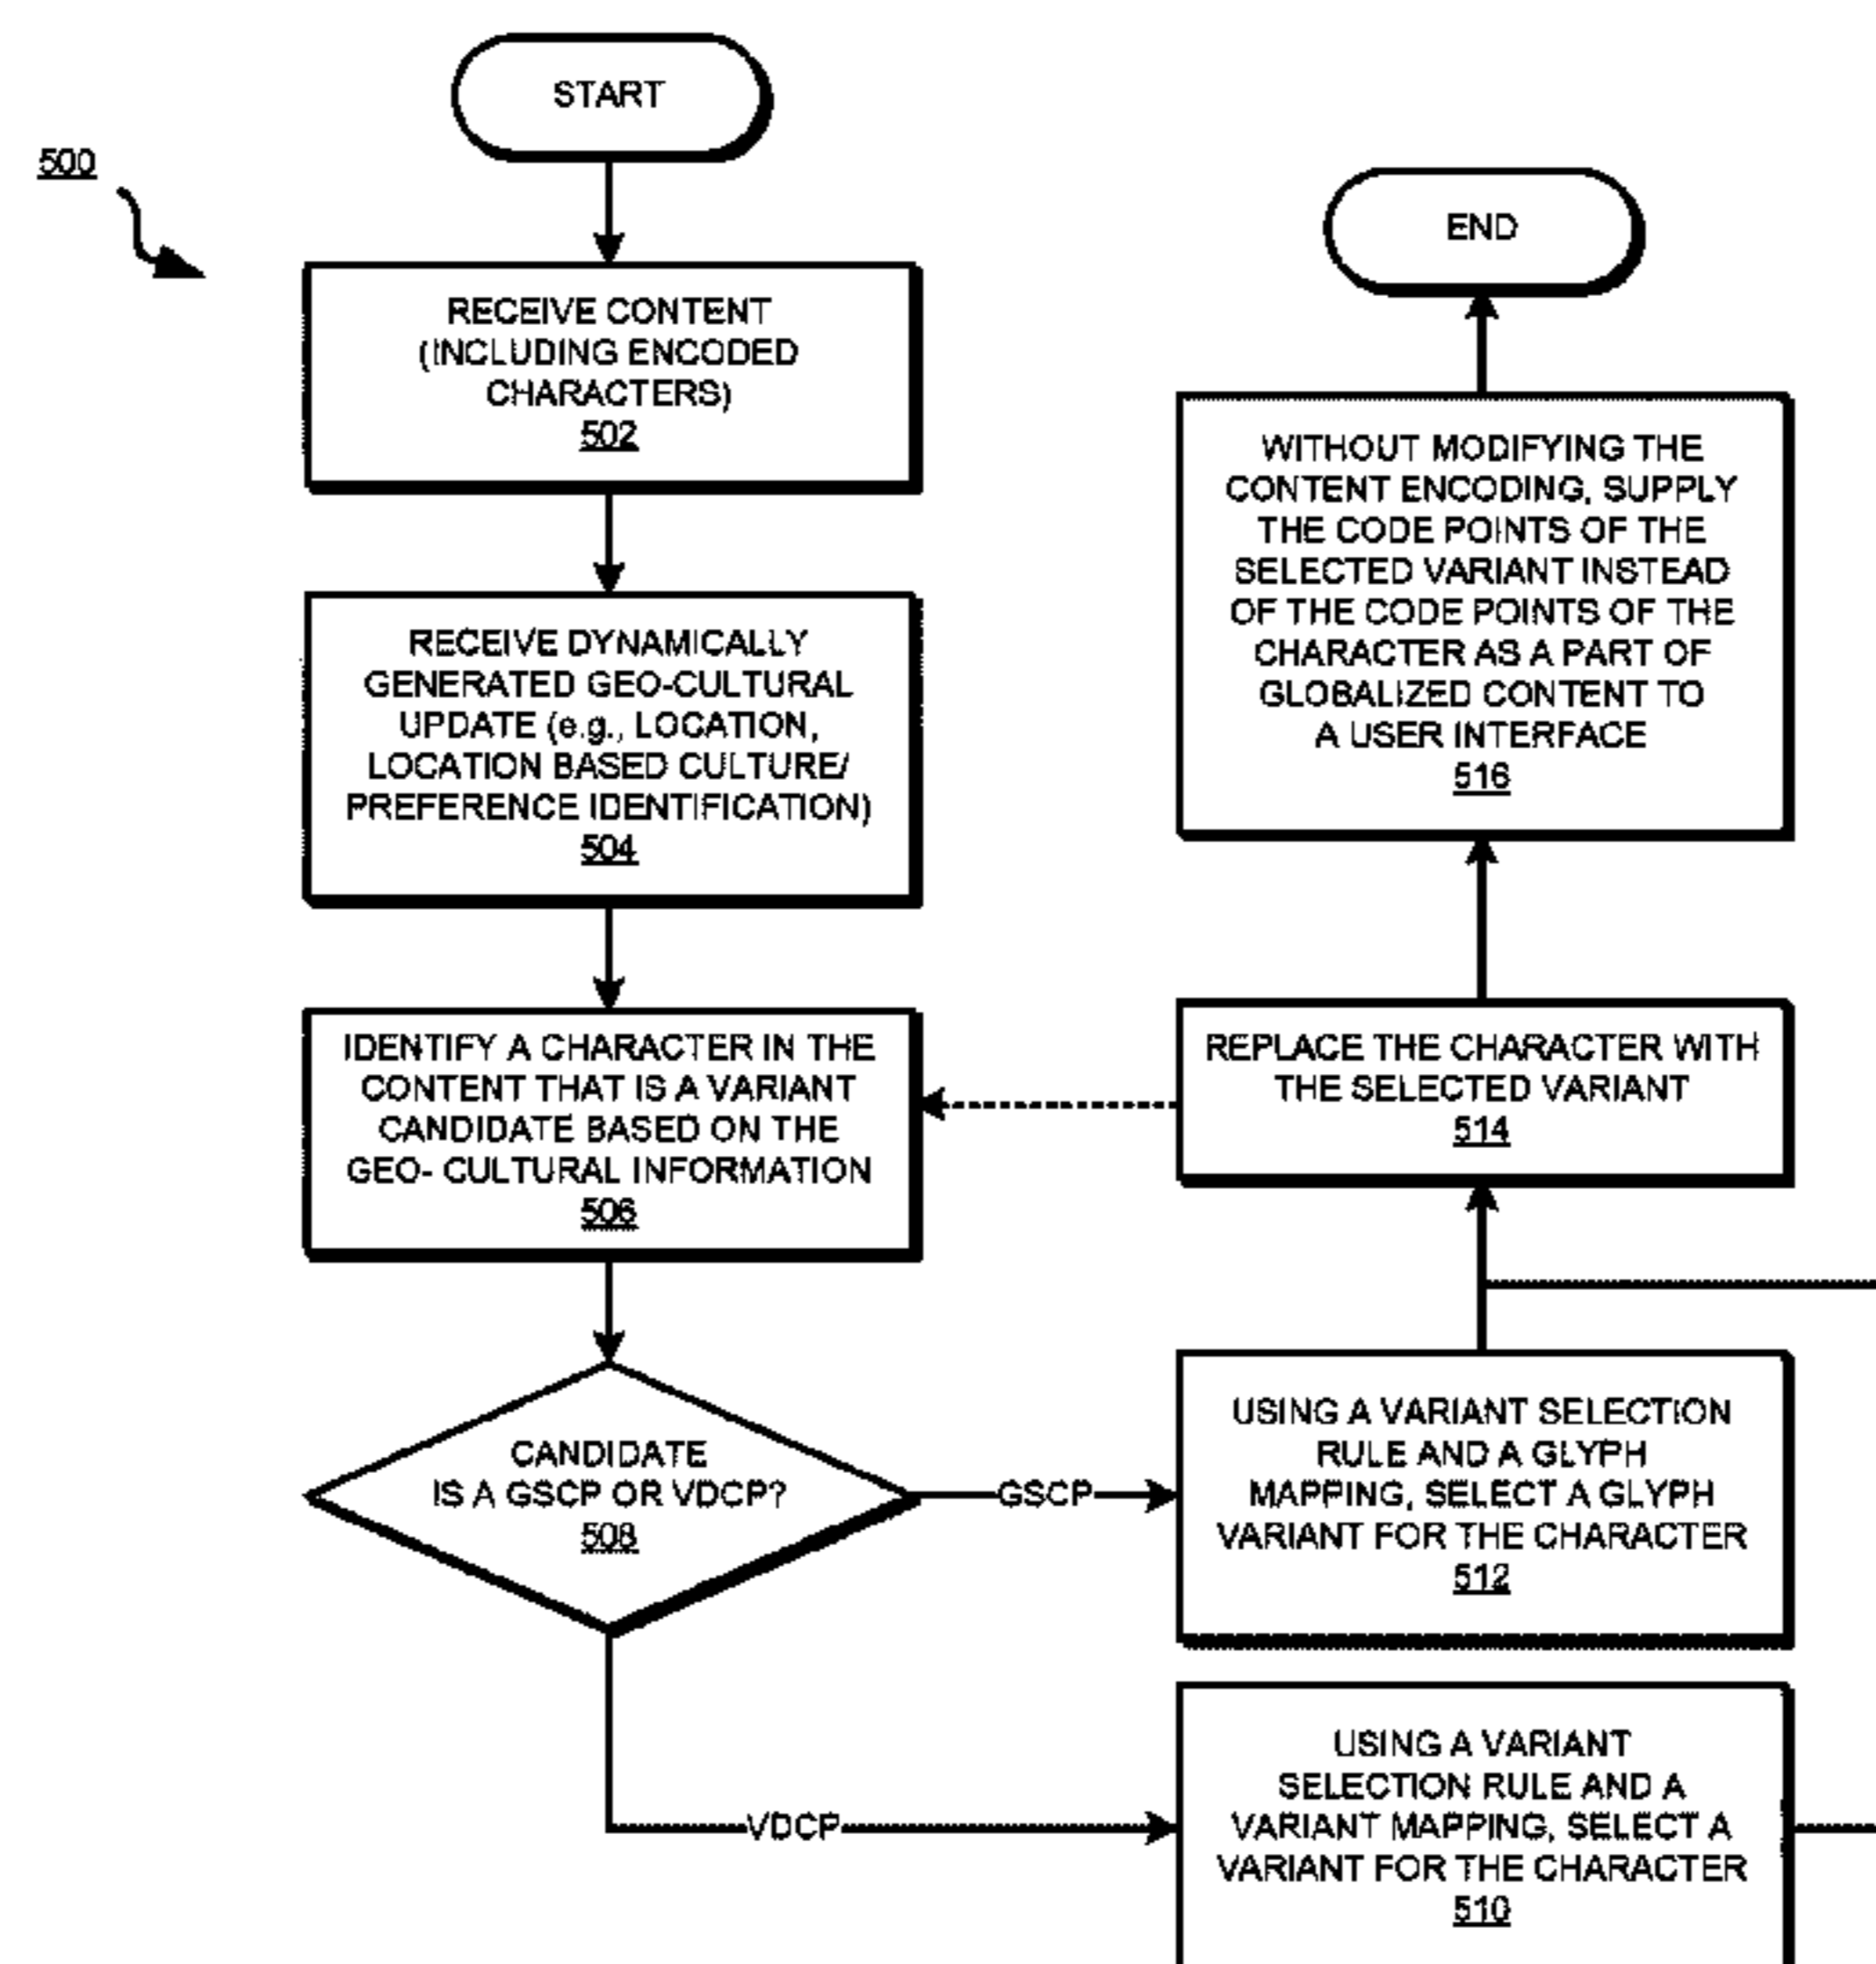 START
500
RECEIVE CONTENT
(INCLUDING ENCODED
CHARACTERS)
502
RECEIVE DYNAMICALLY
GENERATED GEO-CULTURAL
UPDATE (e.g., LOCATION,
LOCATION BASED CULTURE/
PREFERENCE IDENTIFICATION)
504
IDENTIFY A CHARACTER IN THE
CONTENT THAT IS A VARIANT
CANDIDATE BASED ON THE
GEO- CULTURAL INFORMATION
506
CANDIDATE
IS A GSCP OR VDCP?
508
GSCP
VDCP
USING A VARIANT
SELECTION RULE AND A
VARIANT MAPPING, SELECT A
VARIANT FOR THE CHARACTER
510
USING A VARIANT SELECTION
RULE AND A GLYPH
MAPPING, SELECT A GLYPH
VARIANT FOR THE CHARACTER
512
REPLACE THE CHARACTER WITH
THE SELECTED VARIANT
514
WITHOUT MODIFYING THE
CONTENT ENCODING, SUPPLY
THE CODE POINTS OF THE
SELECTED VARIANT INSTEAD
OF THE CODE POINTS OF THE
CHARACTER AS A PART OF
GLOBALIZED CONTENT TO
A USER INTERFACE
516
END